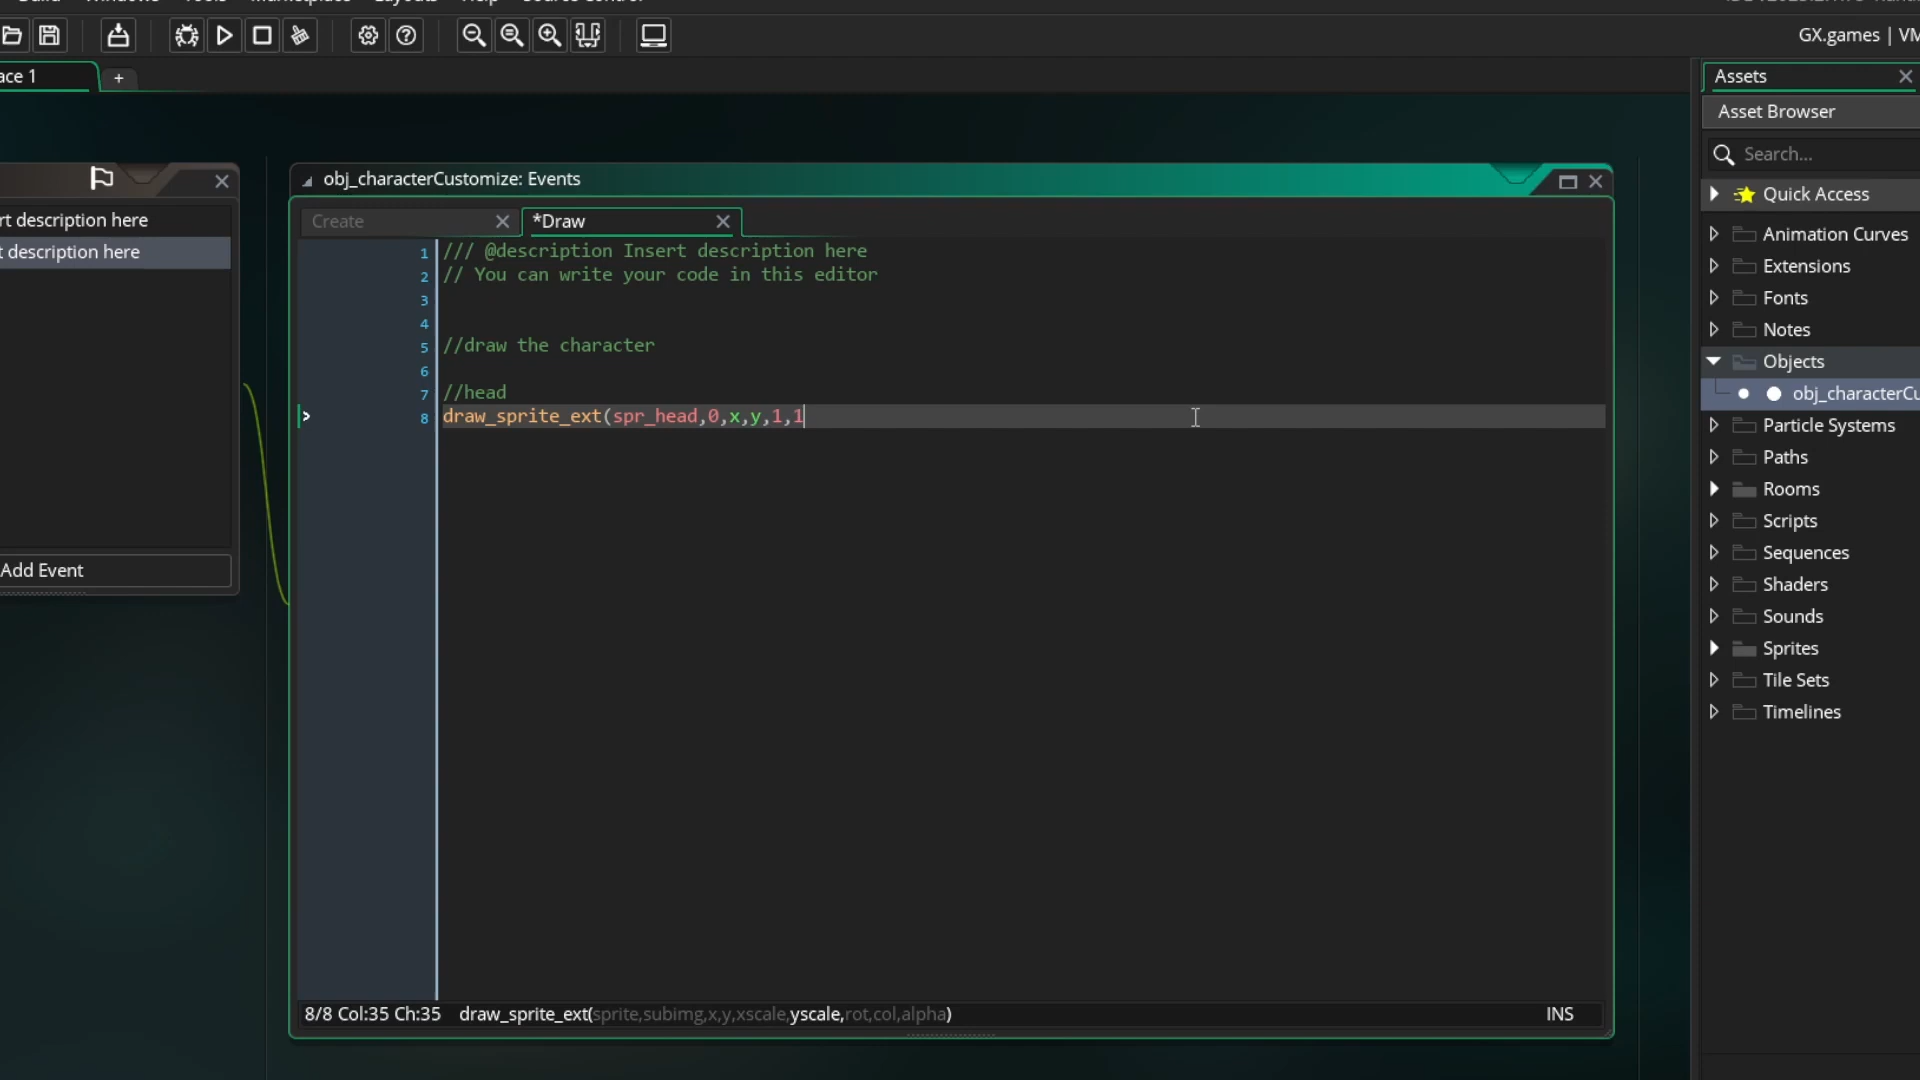 GX.games | VM
ace 1
+
Assets
Asset Browser
Search...
Quick Access
Animation Curves
Extensions
Fonts
Notes
Objects
obj_characterCu
Particle Systems
Paths
Rooms
Scripts
Sequences
Shaders
Sounds
Sprites
Tile Sets
Timelines
rt description here
t description here
Add Event
obj_characterCustomize: Events
Create
*Draw
1 /// @description Insert description here
2 // You can write your code in this editor
3
4
5 //draw the character
6
7 //head
8 draw_sprite_ext(spr_head,0,x,y,1,1
8/8 Col:35 Ch:35 draw_sprite_ext(sprite,subimg,x,y,xscale,yscale,rot,col,alpha)
INS